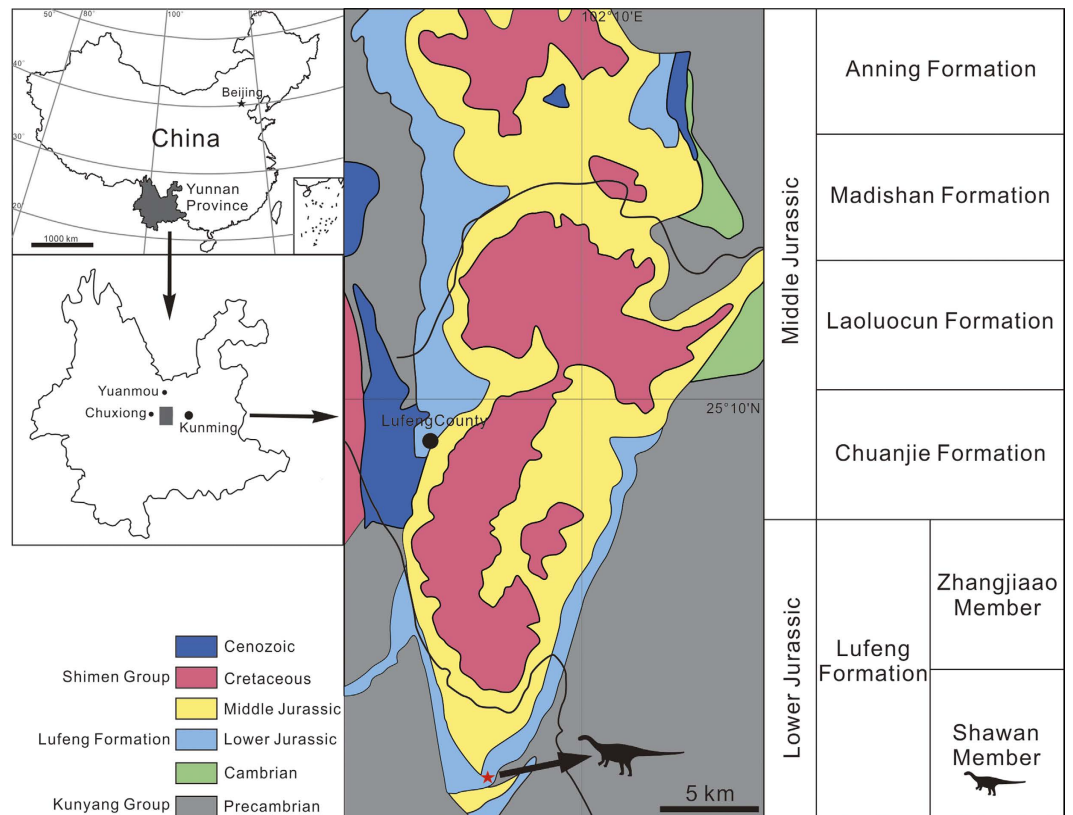 50°
80°
100°
120°
40°
30°
20°
Beijing
China
Yunnan
Province
1000 km
Yuanmou
Chuxiong
Kunming
Cenozoic
Shimen Group
Cretaceous
Middle Jurassic
Lufeng Formation
Lower Jurassic
Cambrian
Kunyang Group
Precambrian
102°10'E
25°10'N
LufengCounty
5 km
Middle Jurassic
Anning Formation
Madishan Formation
Laoluocun Formation
Chuanjie Formation
Lower Jurassic
Lufeng
Formation
Zhangjiaao
Member
Shawan
Member